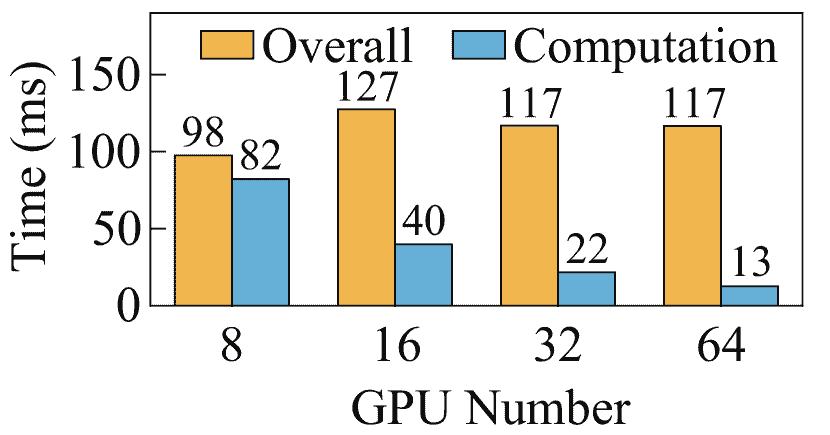 Overall Computation
Time (ms)
150
100
50
0
98 82
127 40
117 22
117 13
8 16 32 64
GPU Number